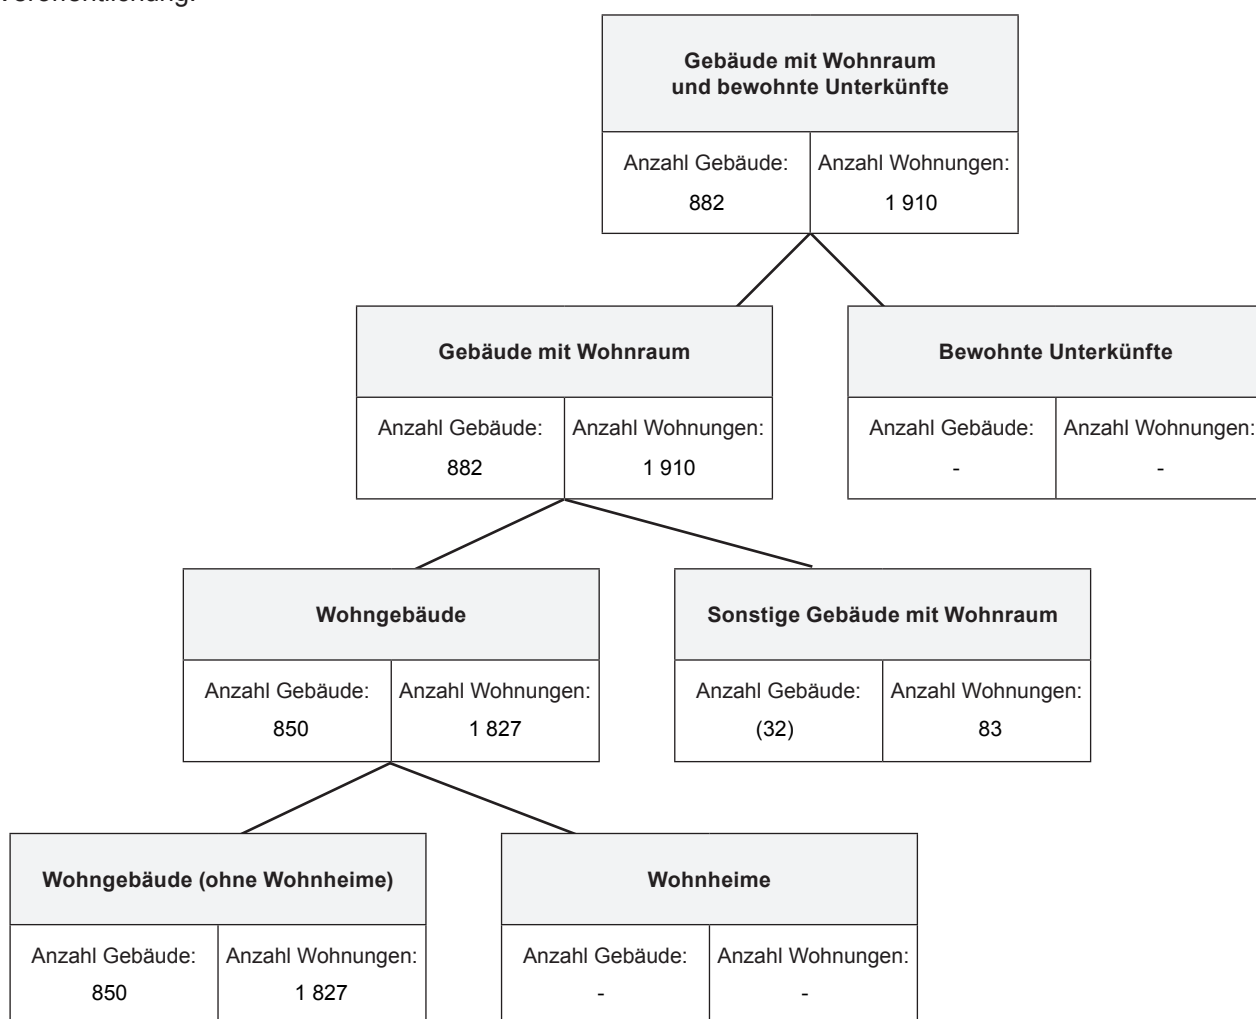 Veröffentlichung.
Gebäude mit Wohnraum
und bewohnte Unterkünfte
Anzahl Gebäude: Anzahl Wohnungen:
882 1 910
Gebäude mit Wohnraum Bewohnte Unterkünfte
Anzahl Gebäude: Anzahl Wohnungen: Anzahl Gebäude: Anzahl Wohnungen:
882 1 910 - -
Wohngebäude Sonstige Gebäude mit Wohnraum
Anzahl Gebäude: Anzahl Wohnungen: Anzahl Gebäude: Anzahl Wohnungen:
850 1 827 (32) 83
Wohngebäude (ohne Wohnheime) Wohnheime
Anzahl Gebäude: Anzahl Wohnungen: Anzahl Gebäude: Anzahl Wohnungen:
850 1 827 - -